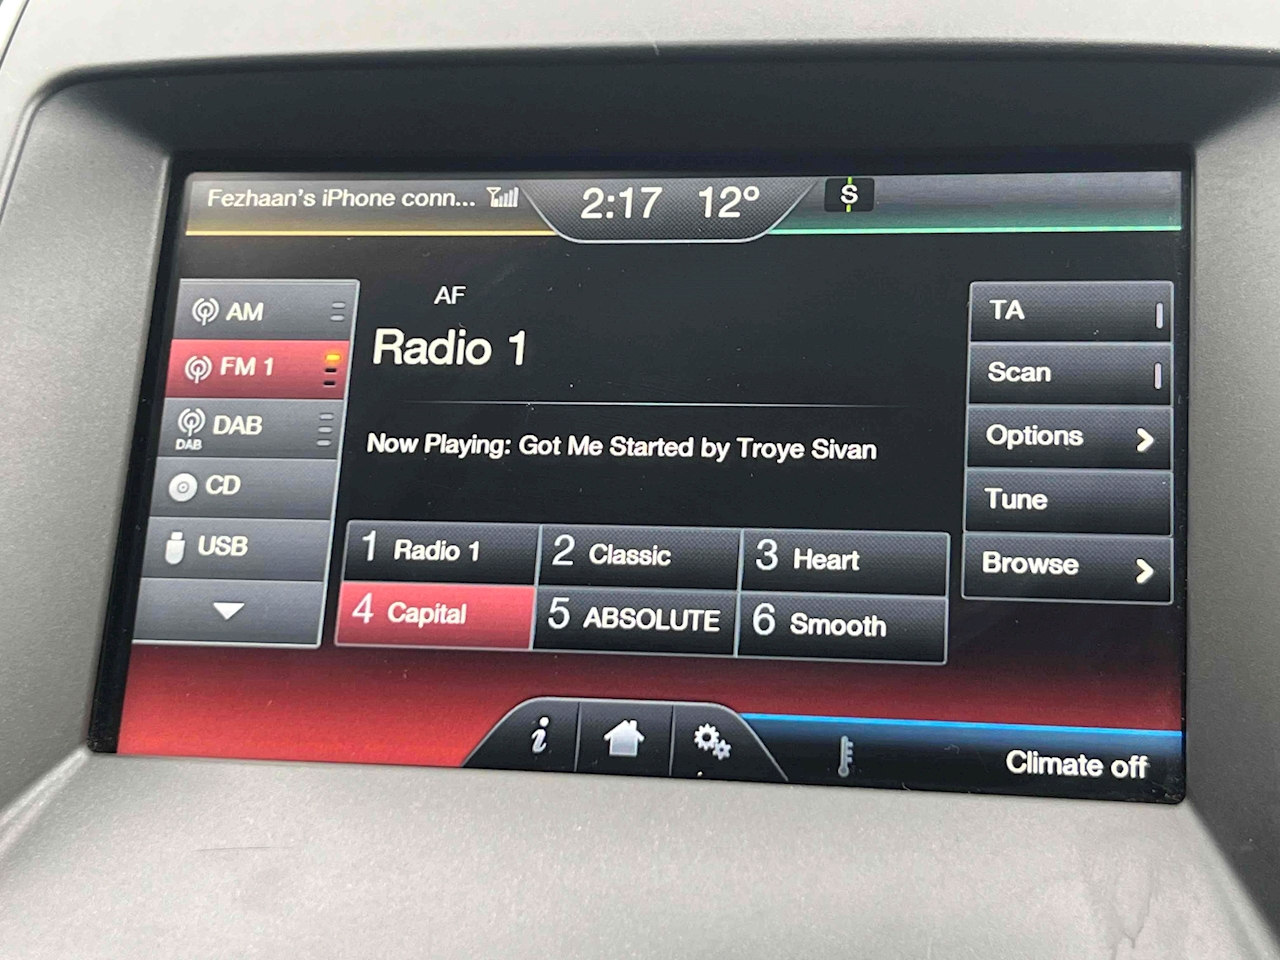 Fezhaan's iPhone conn...
2:17 12°
S
AM
FM 1
DAB
DAB
CD
USB
AF
Radio 1
Now Playing: Got Me Started by Troye Sivan
1 Radio 1
2 Classic
3 Heart
4 Capital
5 ABSOLUTE
6 Smooth
TA
Scan
Options
Tune
Browse
i
Climate off